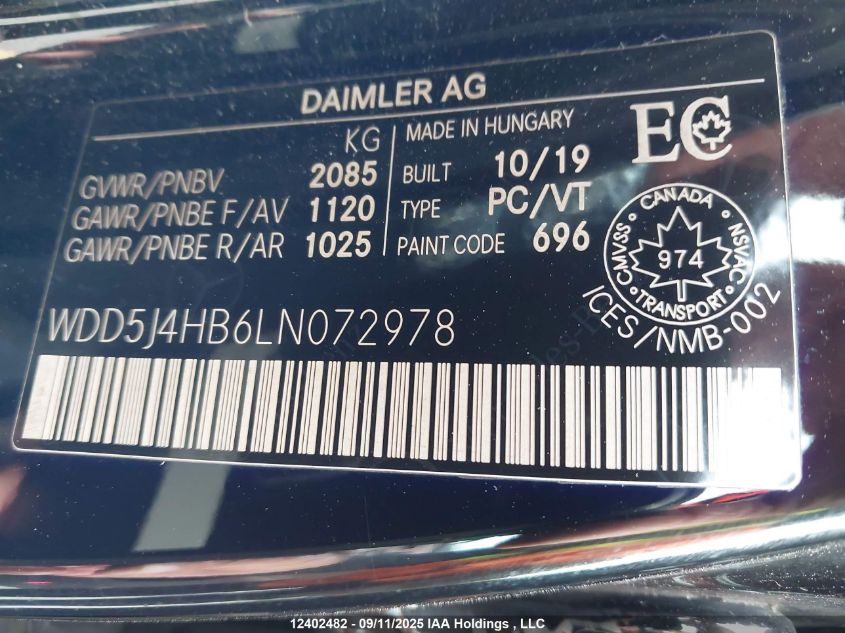 DAIMLER AG
KG
GVWR/PNBV 2085
GAWR/PNBE F/AV 1120
GAWR/PNBE R/AR 1025
MADE IN HUNGARY
BUILT 10/19
TYPE PC/VT
PAINT CODE 696
EC
CANADA
CMVSS 974 NSVAC
TRANSPORT
ICES/NMB-002
WDD5J4HB6LN072978
12402482 - 09/11/2025 IAA Holdings , LLC